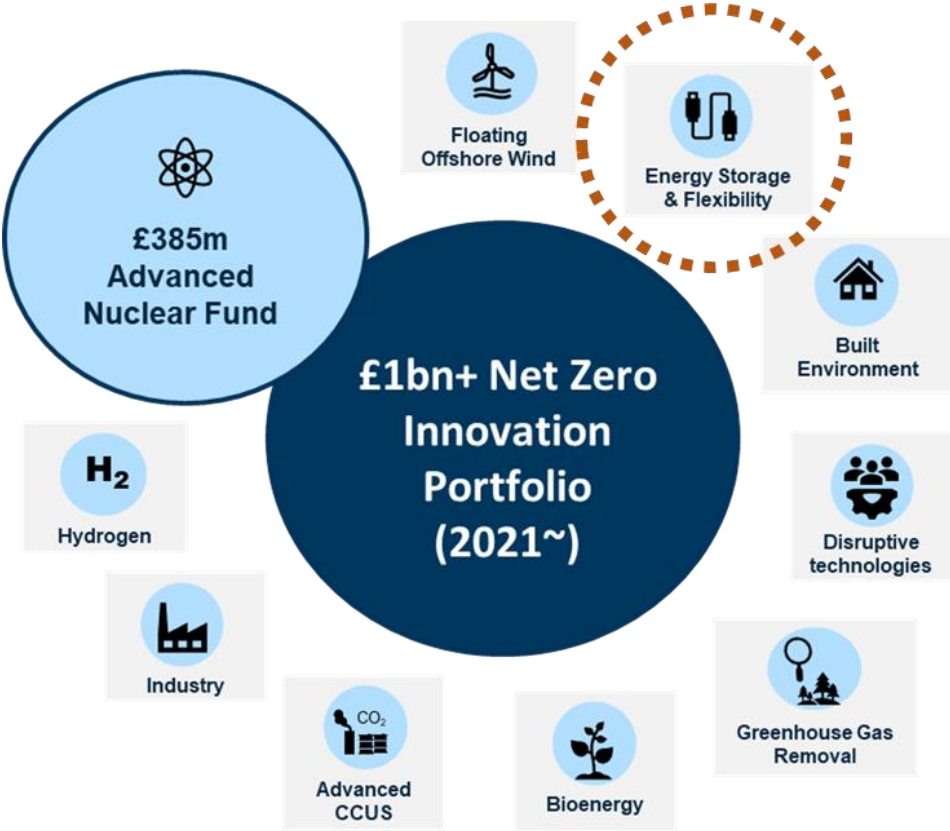 Floating
Offshore Wind
Energy Storage
& Flexibility
£385m
Advanced
Nuclear Fund
Built
Environment
£1bn+ Net Zero
Innovation
Portfolio
(2021~)
H₂
Hydrogen
Disruptive
technologies
Industry
Greenhouse Gas
Removal
CO₂
Advanced
CCUS
Bioenergy